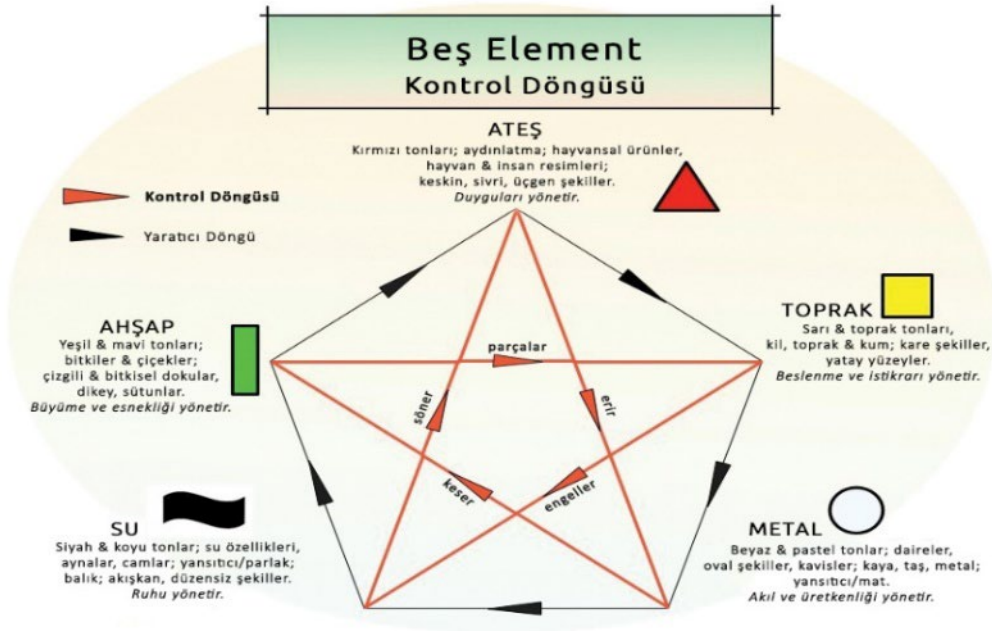 Beş Element
Kontrol Döngüsü
ATEŞ
Kırmızı tonları; aydınlatma; hayvansal ürünler,
hayvan & insan resimleri;
keskin, sivri, üçgen şekiller.
Duyguları yönetir.
Kontrol Döngüsü
Yaratıcı Döngü
AHŞAP
Yeşil & mavi tonları;
bitkiler & çiçekler;
çizgili & bitkisel dokular,
dikey, sütunlar.
Büyüme ve esnekliği yönetir.
TOPRAK
Sarı & toprak tonları,
kil, toprak & kum; kare şekiller,
yatay yüzeyler.
Beslenme ve istikrarı yönetir.
parçalar
söner
erir
keser
engeller
SU
Siyah & koyu tonlar; su özellikleri,
aynalar, camlar; yansıtıcı/parlak;
balık; akışkan, düzensiz şekiller.
Ruhu yönetir.
METAL
Beyaz & pastel tonlar; daireler,
oval şekiller, kavisler; kaya, taş, metal;
yansıtıcı/mat.
Akıl ve üretkenliği yönetir.